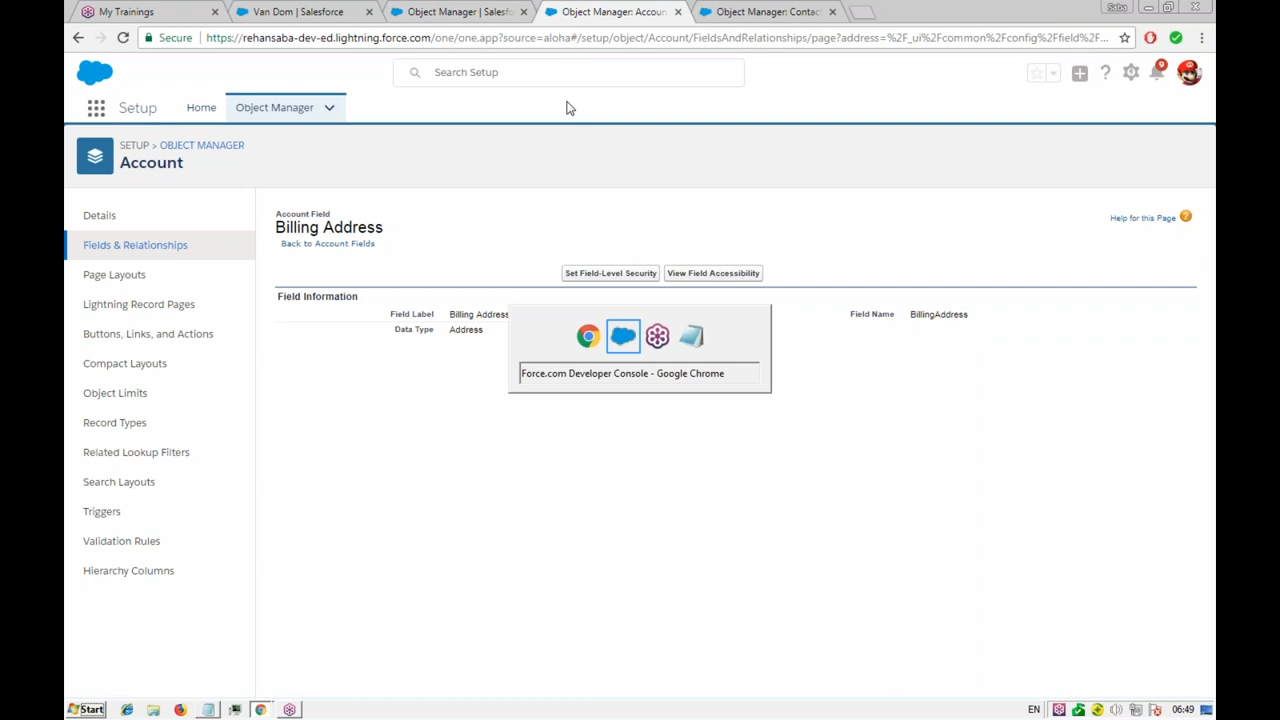 My Trainings
Van Dom | Salesforce
Object Manager | Salesfo
Object Manager: Accoun
Object Manager: Contact
Saba
Secure
https://rehansaba-dev-ed.lightning.force.com/one/one.app?source=aloha#/setup/object/Account/FieldsAndRelationships/page?address=%2F_ui%2Fcommon%2Fconfig%2Ffield%2F...
Search Setup
9
Setup
Home
Object Manager
SETUP > OBJECT MANAGER
Account
Details
Fields & Relationships
Page Layouts
Lightning Record Pages
Buttons, Links, and Actions
Compact Layouts
Object Limits
Record Types
Related Lookup Filters
Search Layouts
Triggers
Validation Rules
Hierarchy Columns
Account Field
Billing Address
Back to Account Fields
Help for this Page
Set Field-Level Security
View Field Accessibility
Field Information
Field Label
Billing Address
Field Name
BillingAddress
Data Type
Address
Force.com Developer Console - Google Chrome
Start
EN
06:49